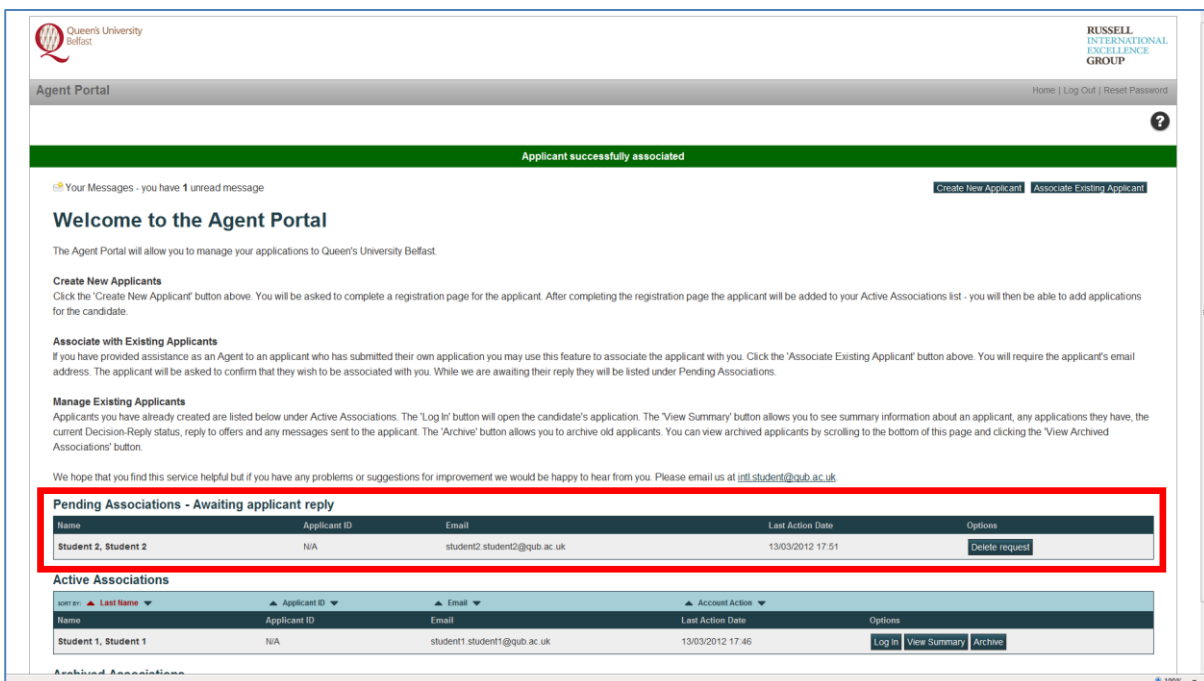 Queen's University
Belfast
RUSSELL
INTERNATIONAL
EXCELLENCE
GROUP
Agent Portal
Home | Log Out | Reset Password
?
Applicant successfully associated
Your Messages - you have 1 unread message
Create New Applicant Associate Existing Applicant
Welcome to the Agent Portal
The Agent Portal will allow you to manage your applications to Queen's University Belfast.
Create New Applicants
Click the 'Create New Applicant' button above. You will be asked to complete a registration page for the applicant. After completing the registration page the applicant will be added to your Active Associations list - you will then be able to add applications
for the candidate.
Associate with Existing Applicants
If you have provided assistance as an Agent to an applicant who has submitted their own application you may use this feature to associate the applicant with you. Click the 'Associate Existing Applicant' button above. You will require the applicant's email
address. The applicant will be asked to confirm that they wish to be associated with you. While we are awaiting their reply they will be listed under Pending Associations.
Manage Existing Applicants
Applicants you have already created are listed below under Active Associations. The 'Log In' button will open the candidate's application. The 'View Summary' button allows you to see summary information about an applicant, any applications they have, the
current Decision-Reply status, reply to offers and any messages sent to the applicant. The 'Archive' button allows you to archive old applicants. You can view archived applicants by scrolling to the bottom of this page and clicking the 'View Archived
Associations' button.
We hope that you find this service helpful but if you have any problems or suggestions for improvement we would be happy to hear from you. Please email us at intl.student@qub.ac.uk.
Pending Associations - Awaiting applicant reply
Name Applicant ID Email Last Action Date Options
Student 2, Student 2 N/A student2.student2@qub.ac.uk 13/03/2012 17:51 Delete request
Active Associations
SORT BY: ▲ Last Name ▼ ▲ Applicant ID ▼ ▲ Email ▼ ▲ Account Action ▼
Name Applicant ID Email Last Action Date Options
Student 1, Student 1 N/A student1.student1@qub.ac.uk 13/03/2012 17:46 Log In View Summary Archive
Archived Associations
100%